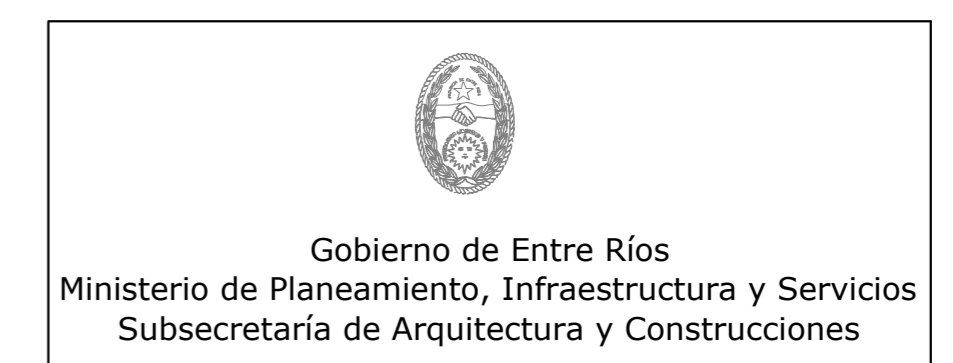 Gobierno de Entre Ríos
Ministerio de Planeamiento, Infraestructura y Servicios
Subsecretaría de Arquitectura y Construcciones